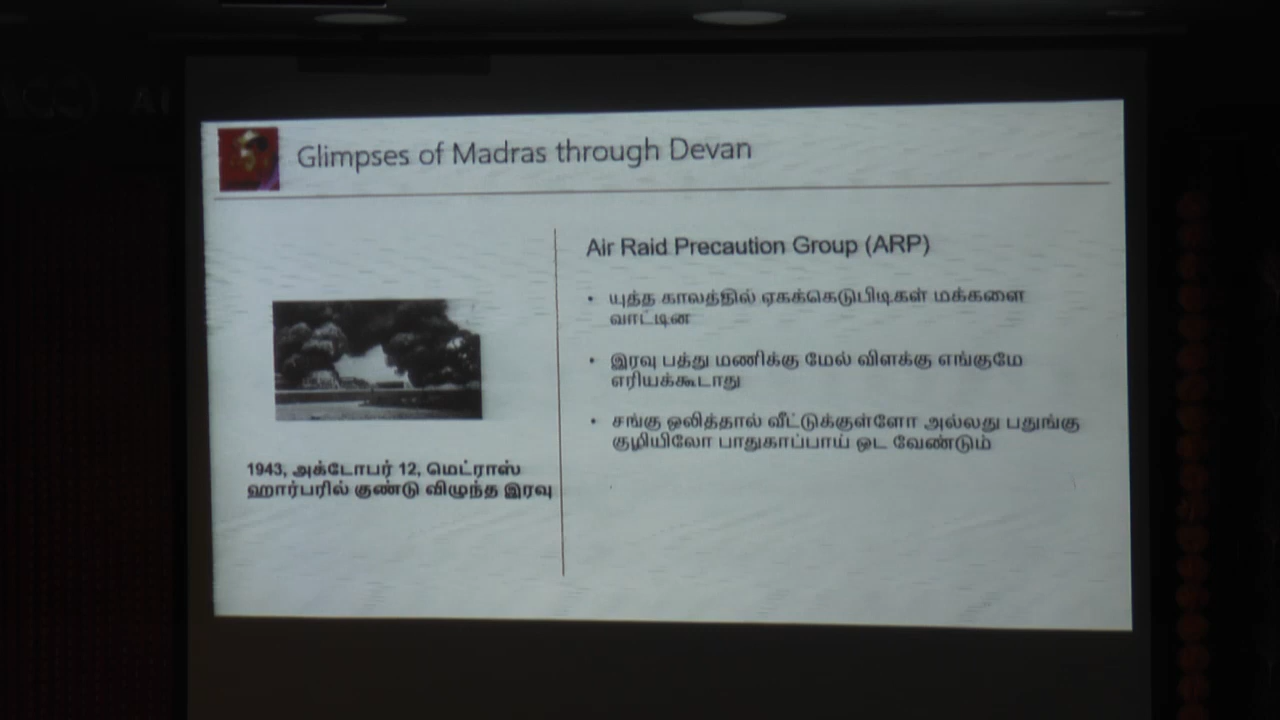 Glimpses of Madras through Devan
Air Raid Precaution Group (ARP)
• யுத்த காலத்தில் ஏகக்கெடுபிடிகள் மக்களை
வாட்டின
• இரவு பத்து மணிக்கு மேல் விளக்கு எங்குமே
எரியக்கூடாது
• சங்கு ஒலித்தால் வீட்டுக்குள்ளோ அல்லது பதுங்கு
குழியிலோ பாதுகாப்பாய் ஓட வேண்டும்
1943, அக்டோபர் 12, மெட்ராஸ்
ஹார்பரில் குண்டு விழுந்த இரவு